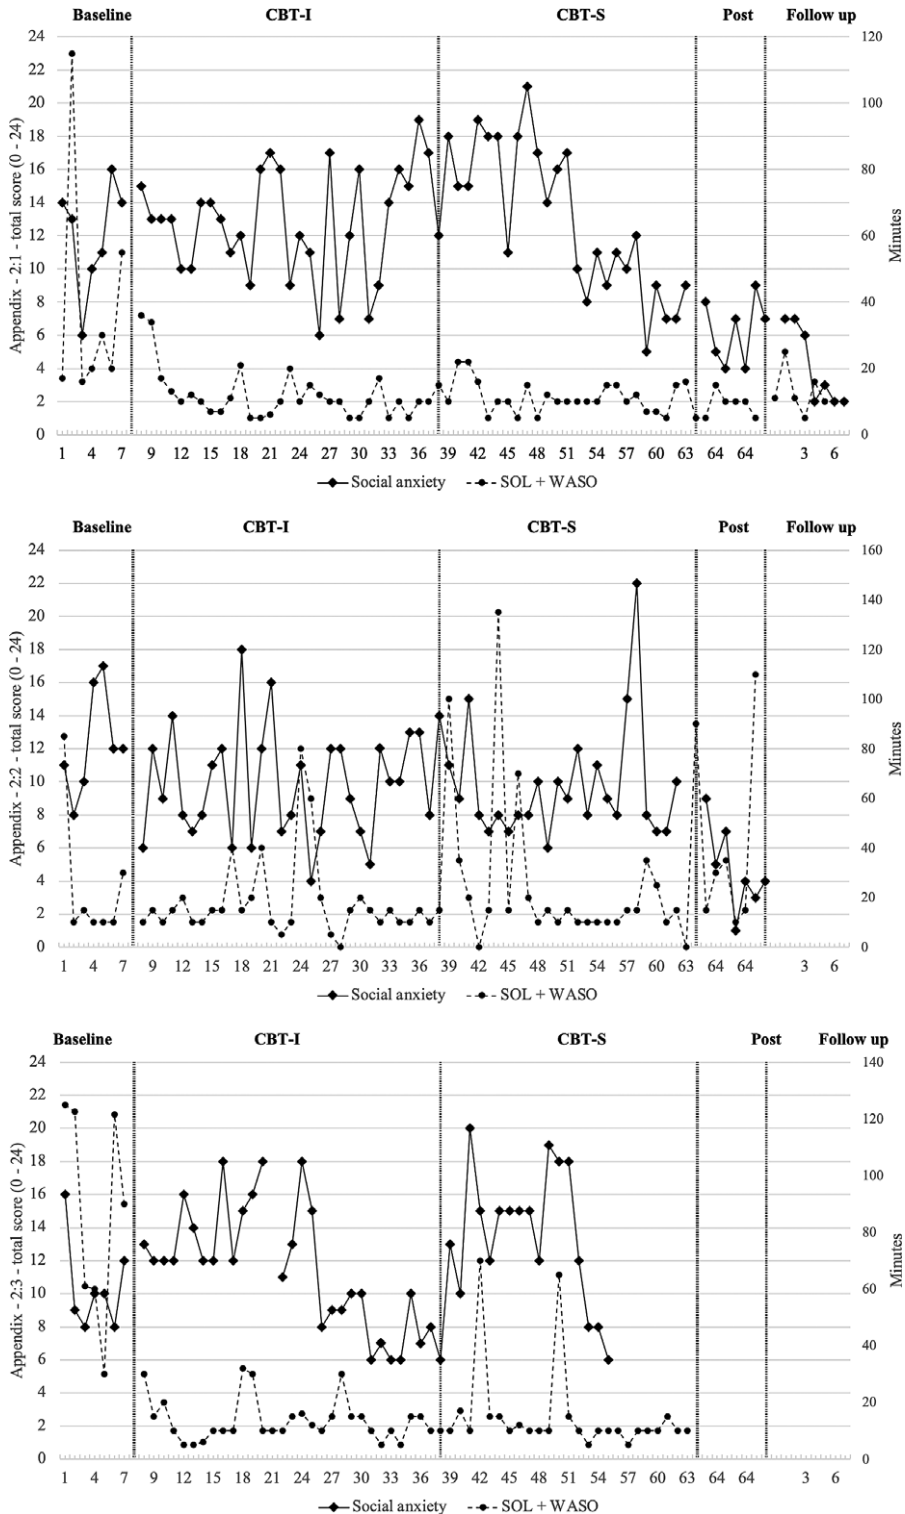 Baseline CBT-I CBT-S Post Follow up
24 120
22
20 100
18
16 80
14
12 60
10
8 40
6
4 20
2
0 0
Appendix - 2:1 - total score (0 - 24)
Minutes
1 4 7 9 12 15 18 21 24 27 30 33 36 39 42 45 48 51 54 57 60 63 64 64 3 6
Social anxiety SOL + WASO
Baseline CBT-I CBT-S Post Follow up
24 160
22
20 140
18 120
16
14 100
12 80
10
8 60
6 40
4
2 20
0 0
Appendix - 2:2 - total score (0 - 24)
Minutes
1 4 7 9 12 15 18 21 24 27 30 33 36 39 42 45 48 51 54 57 60 63 64 64 3 6
Social anxiety SOL + WASO
Baseline CBT-I CBT-S Post Follow up
24 140
22
20 120
18
16 100
14 80
12
10 60
8
6 40
4
2 20
0 0
Appendix - 2:3 - total score (0 - 24)
Minutes
1 4 7 9 12 15 18 21 24 27 30 33 36 39 42 45 48 51 54 57 60 63 64 64 3 6
Social anxiety SOL + WASO